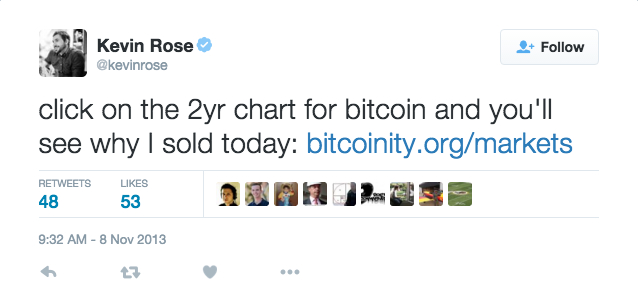 Kevin Rose
@kevinrose
Follow
click on the 2yr chart for bitcoin and you'll
see why I sold today: bitcoinity.org/markets
RETWEETS LIKES
48 53
9:32 AM - 8 Nov 2013